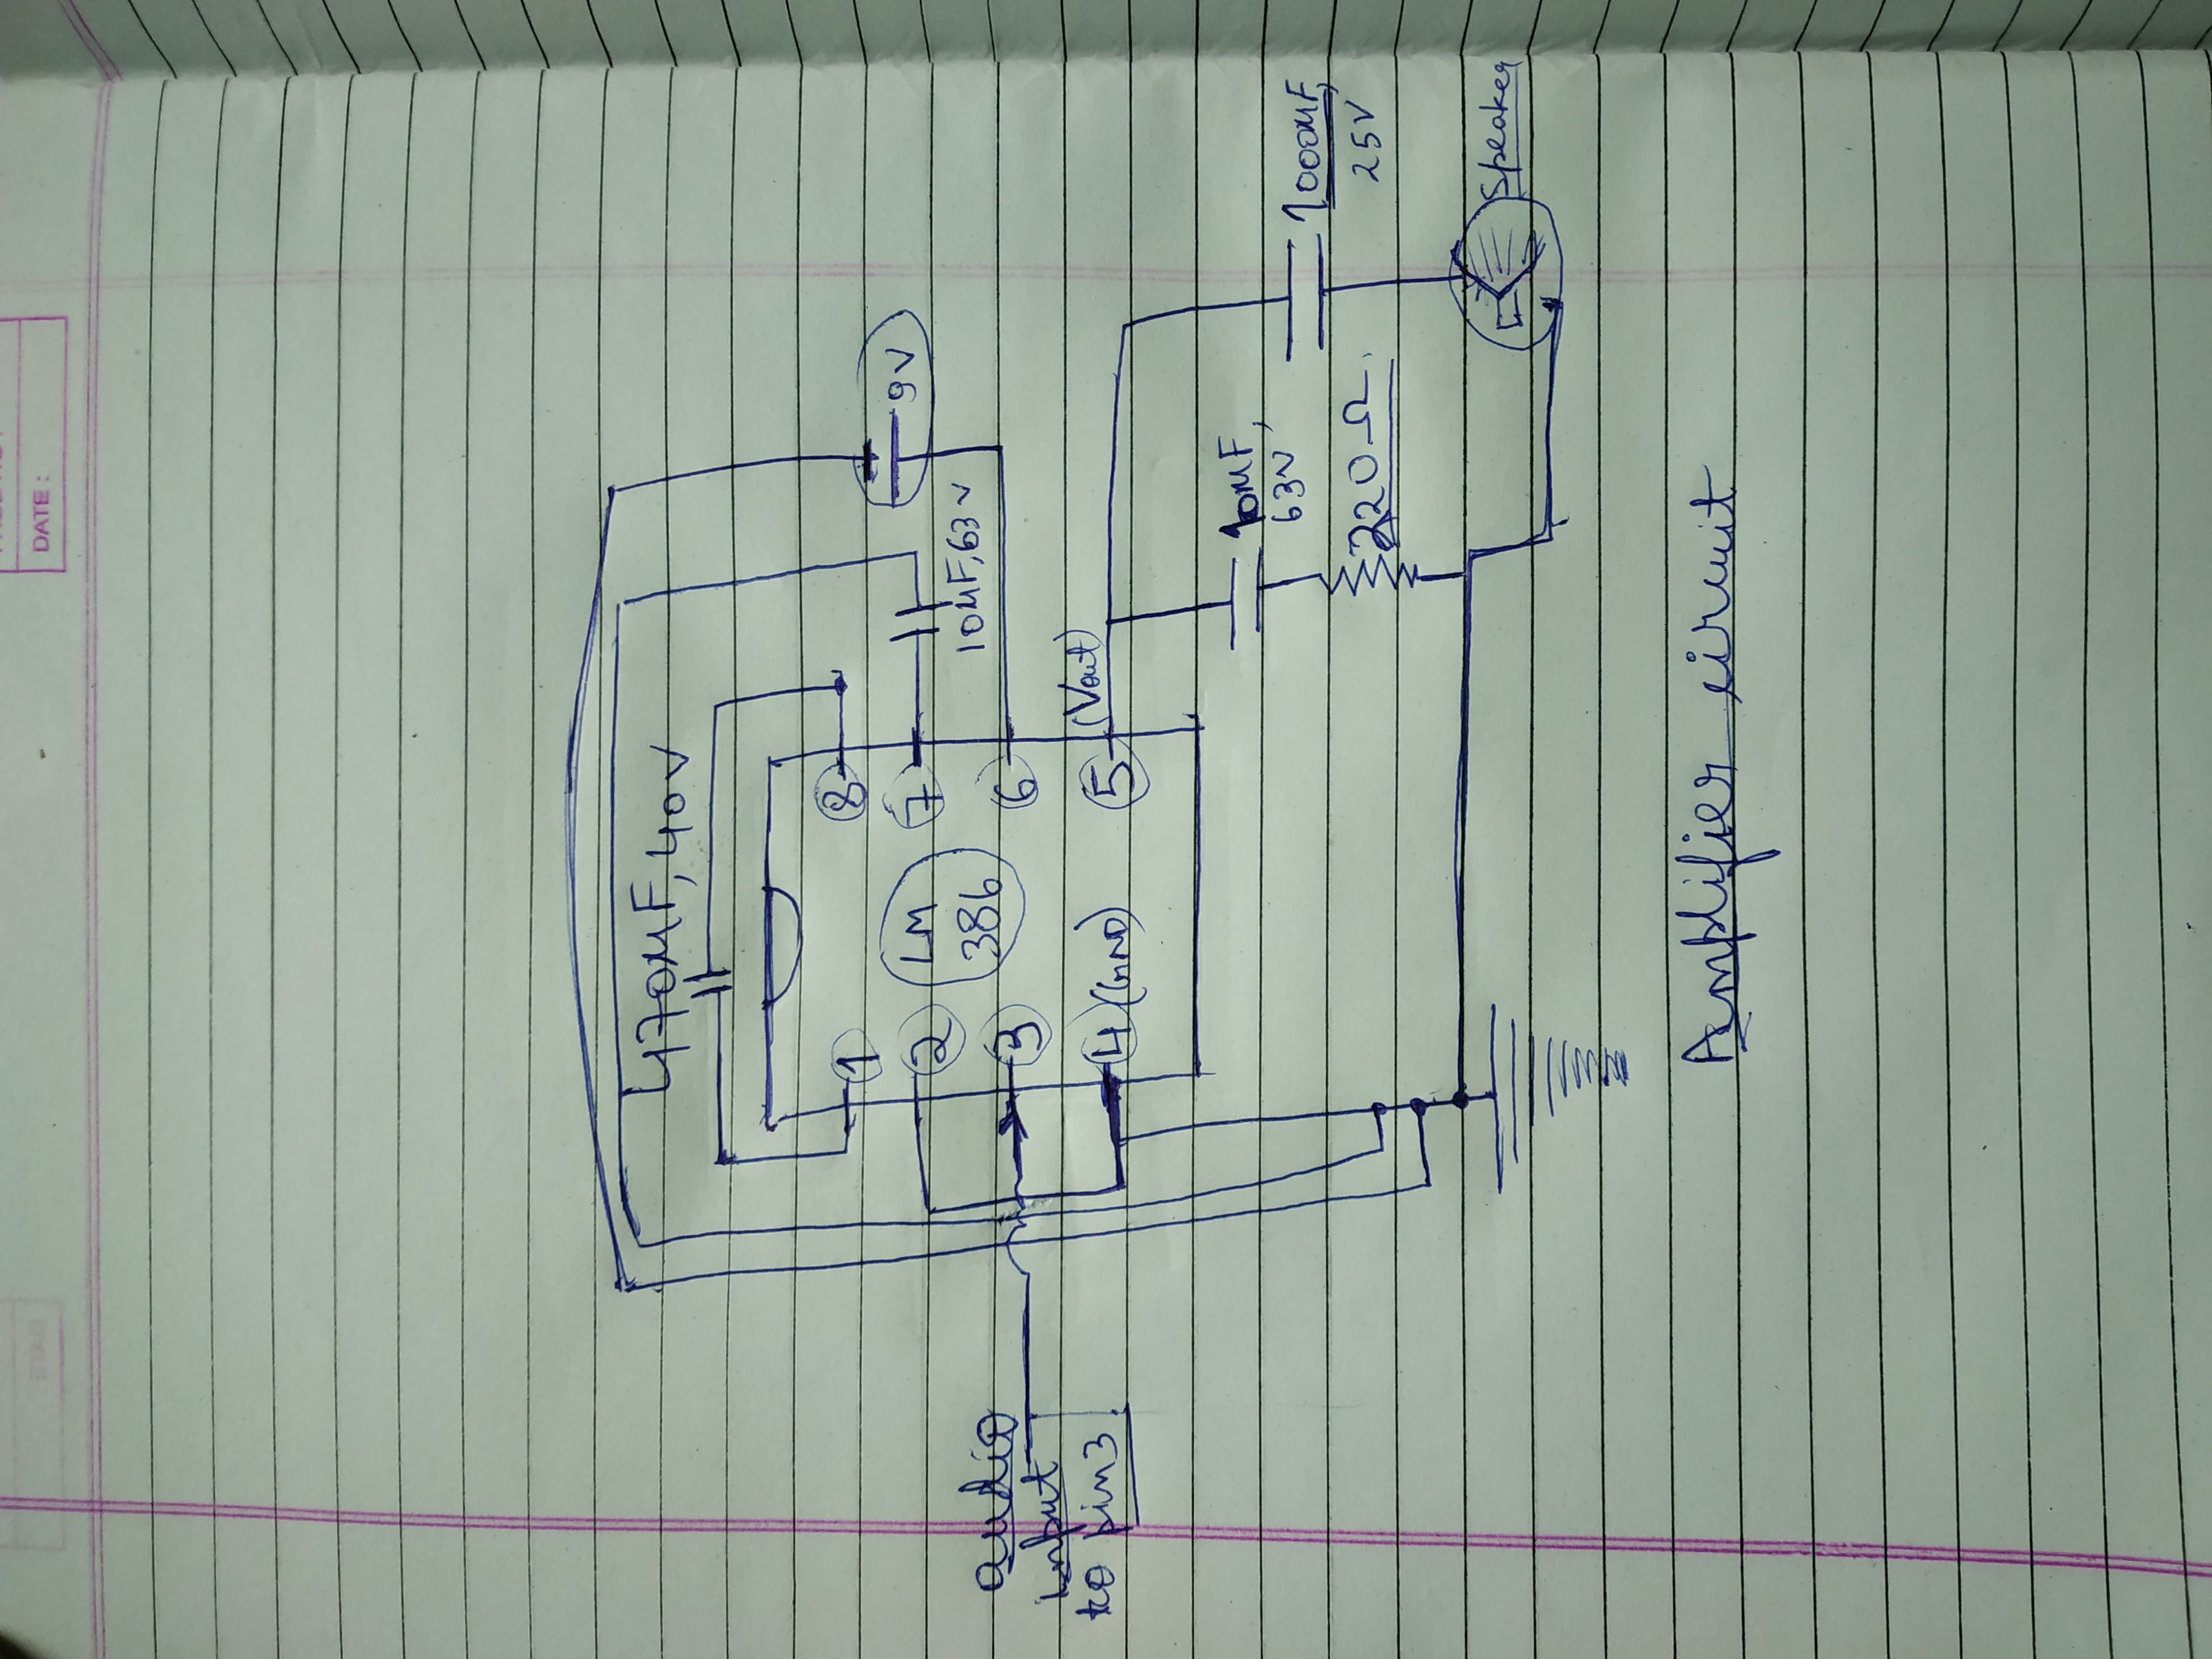 DATE :
470μF, 40V
1
8
2
LM
386
7
9V
10μF, 63V
audio
input
to pin3.
3
6
4 (GND)
5
(Vout)
10μF,
63V
220Ω.
1000μF,
25V
Speaker
Amplifier circuit